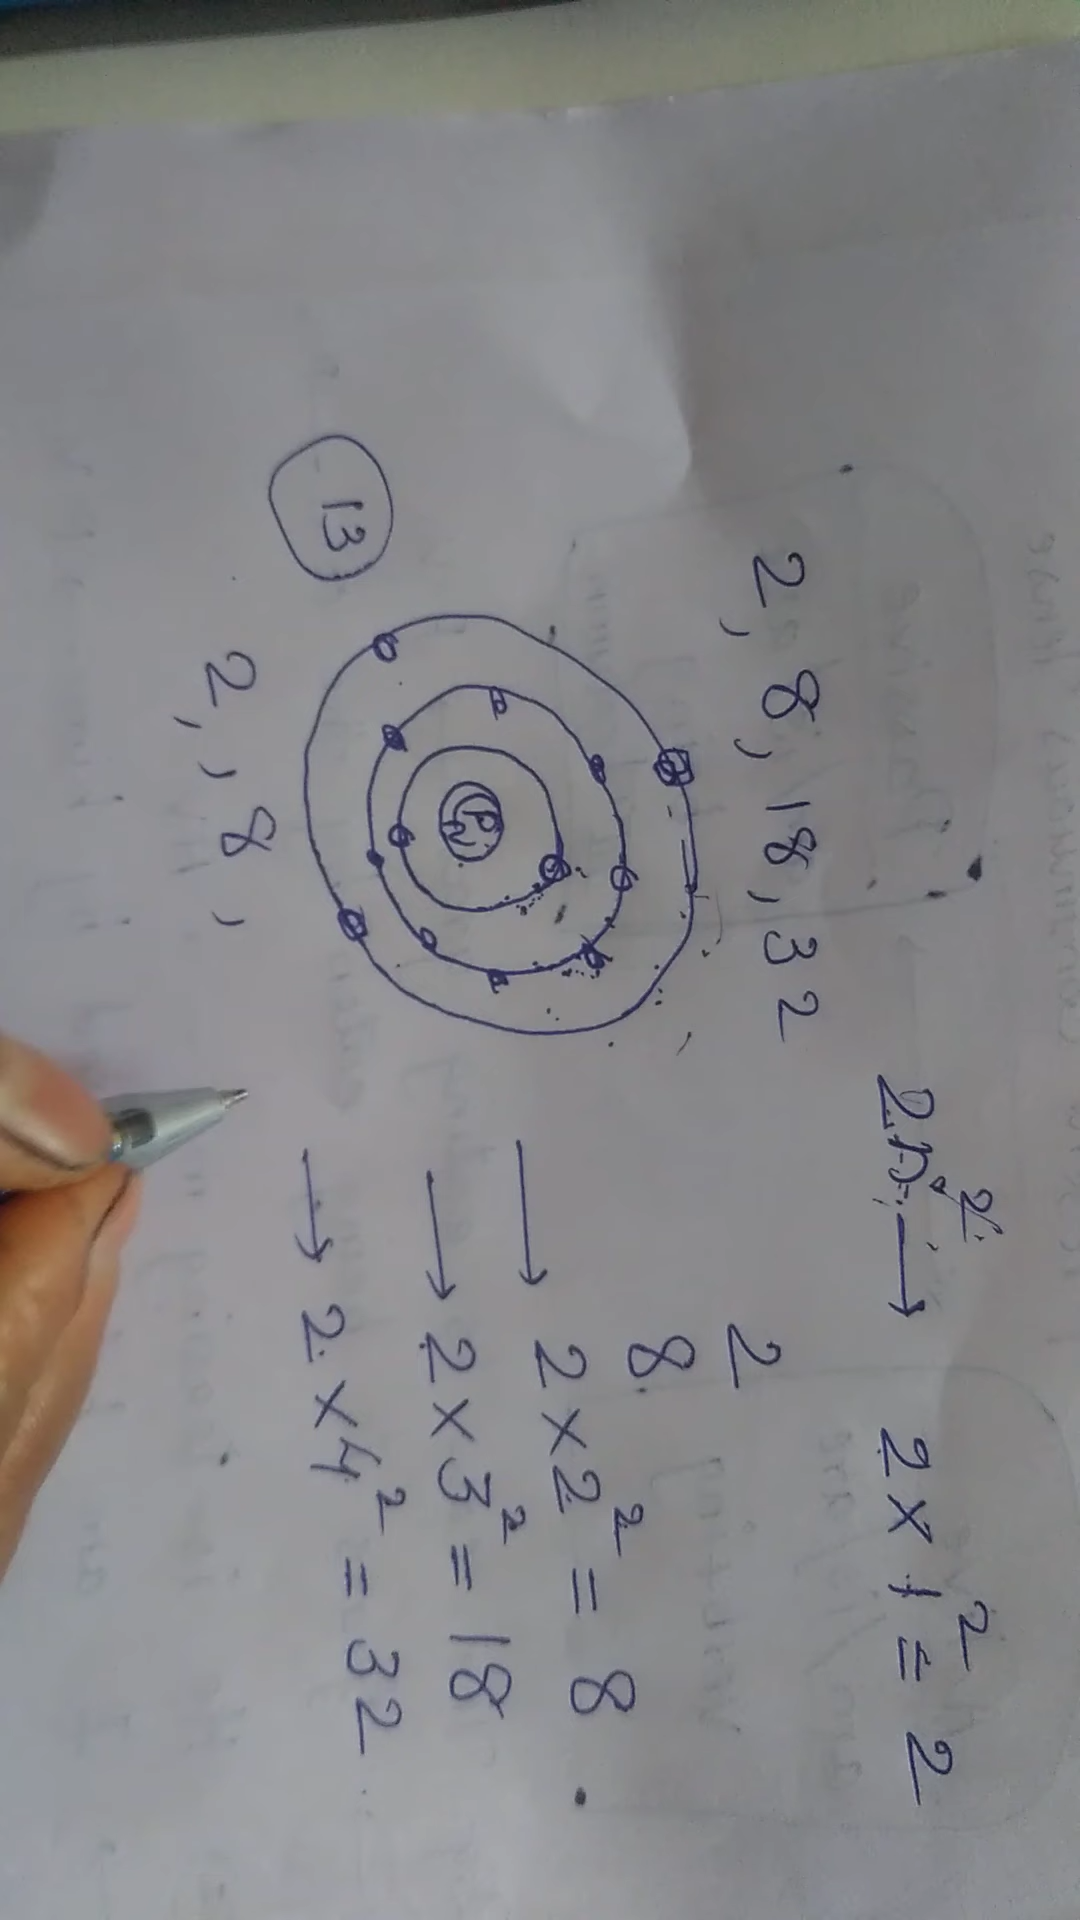 2n² → 2 × 1² = 2
2, 8, 18, 32
2
8
→ 2 × 2² = 8
→ 2 × 3² = 18
→ 2 × 4² = 32
P
n
13
2, , 8,